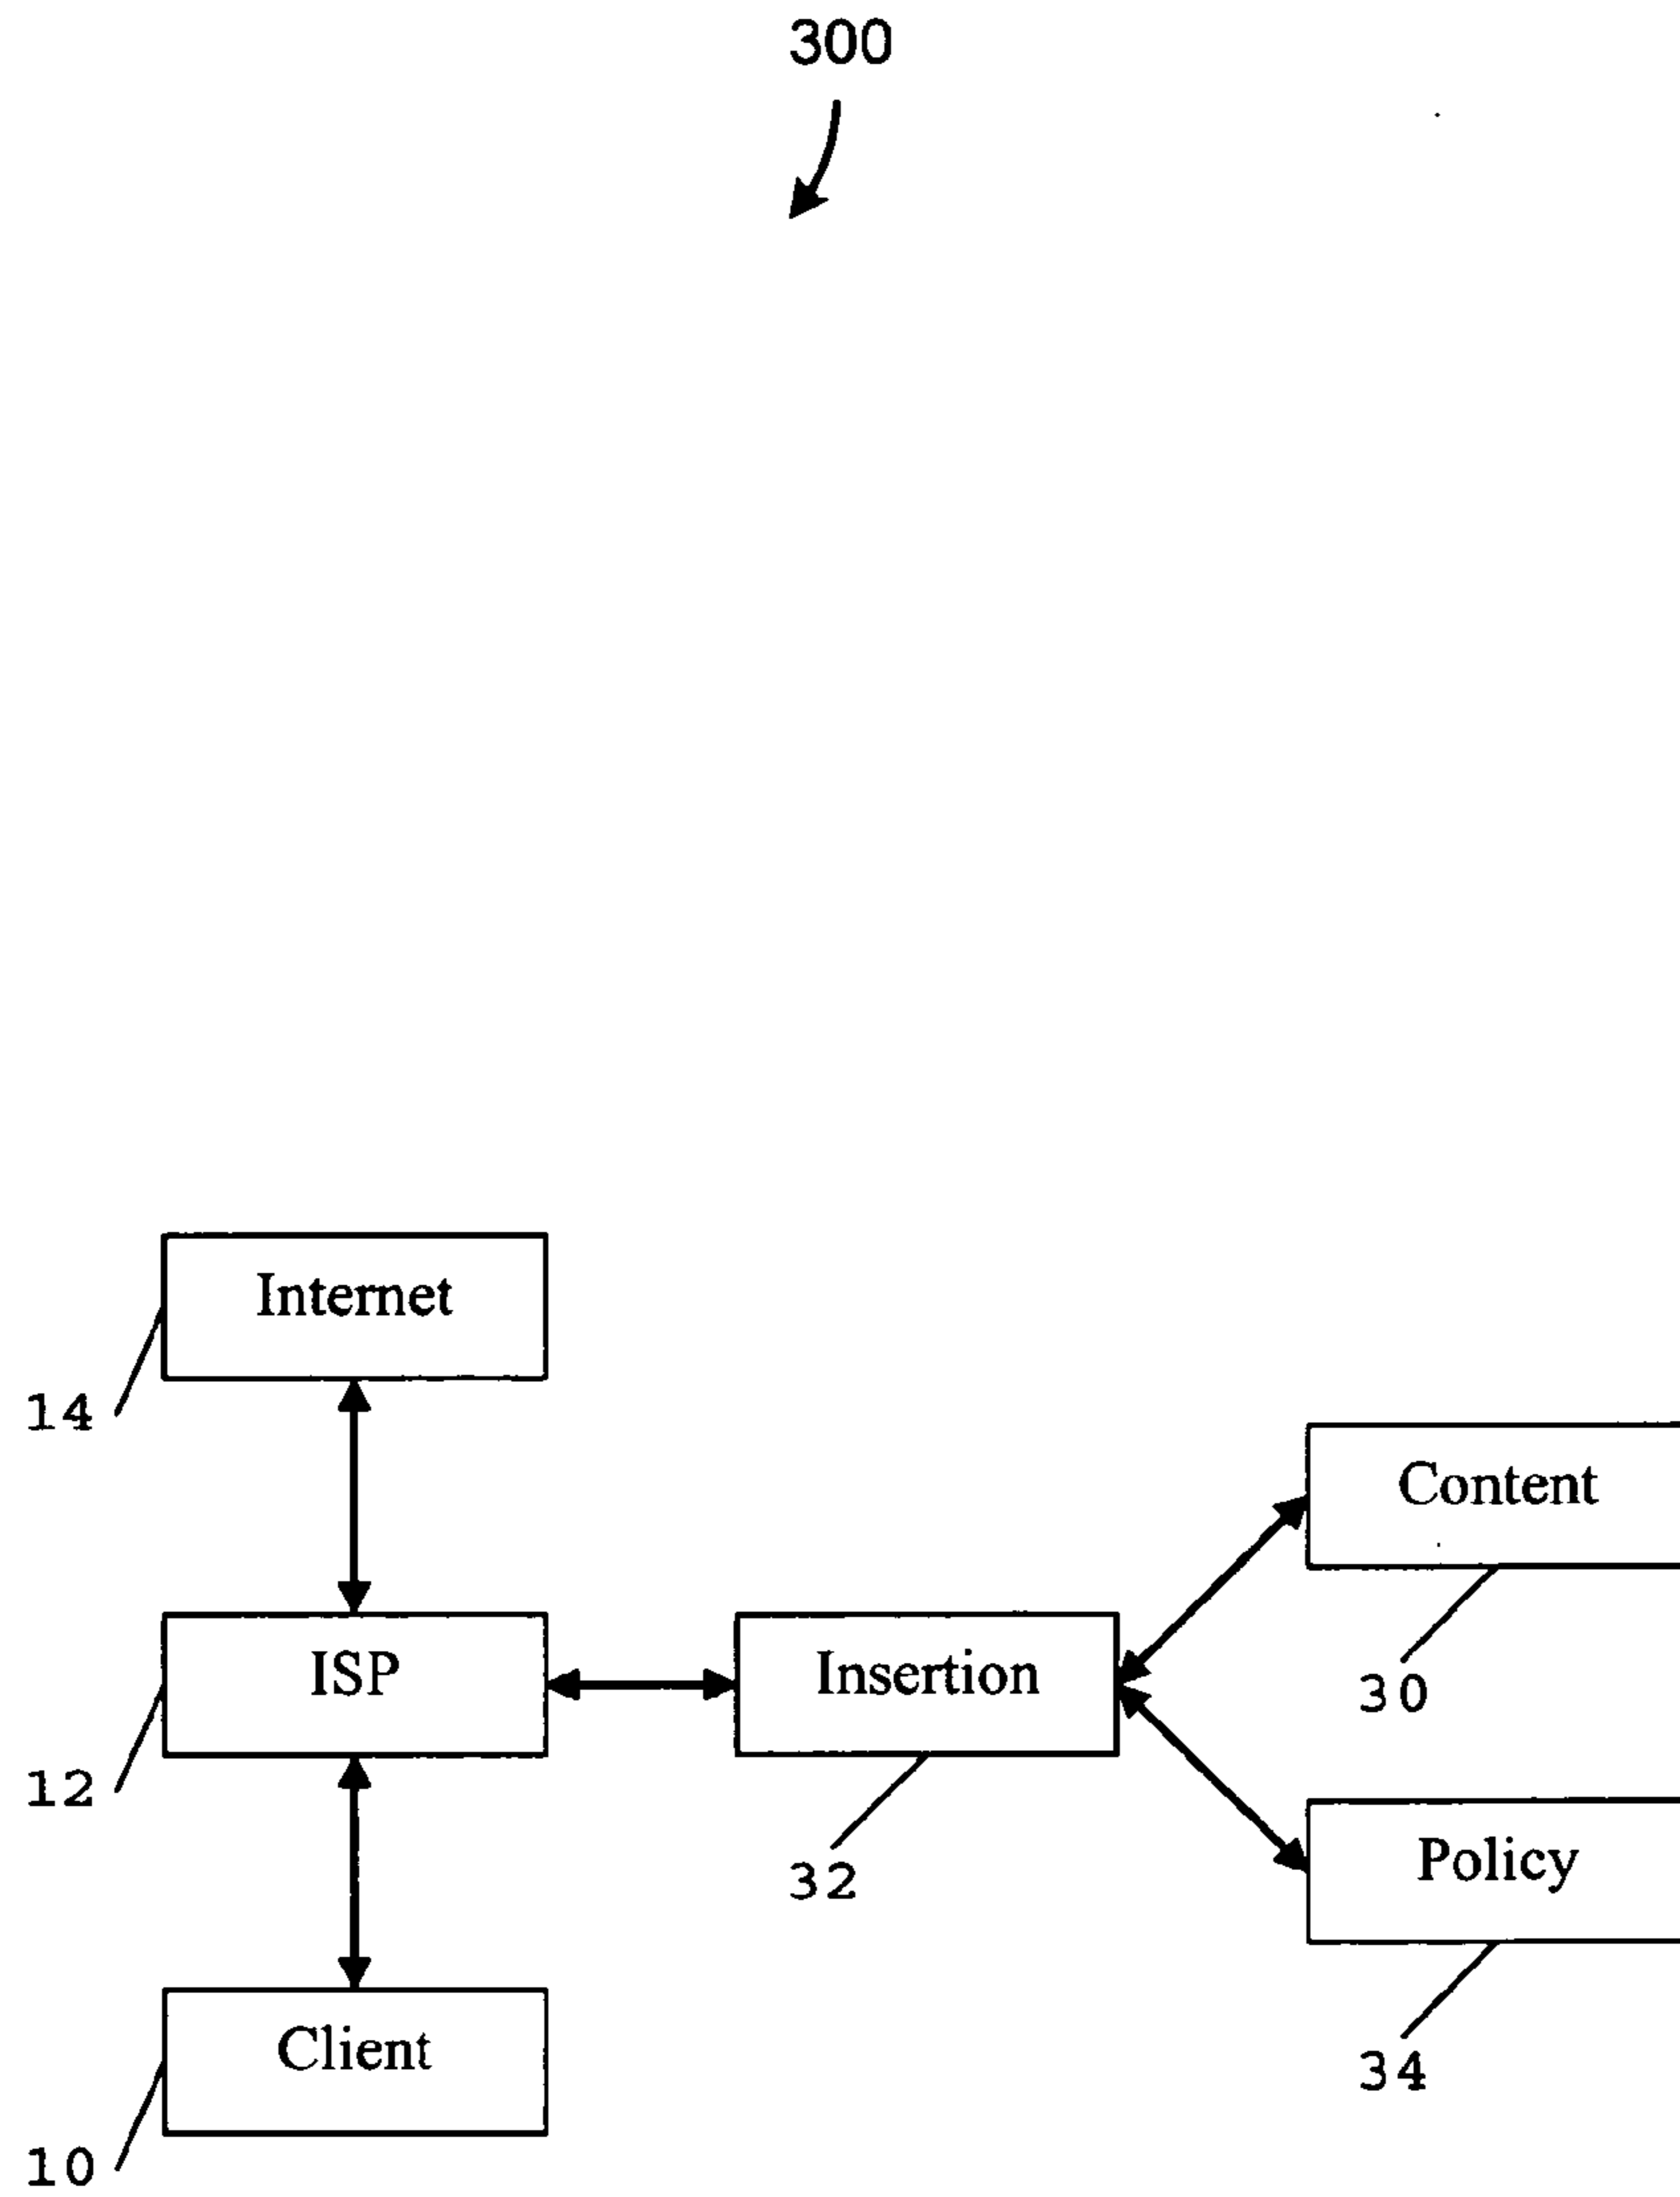 300
Internet
14
Content
ISP
Insertion
30
12
Policy
32
Client
34
10